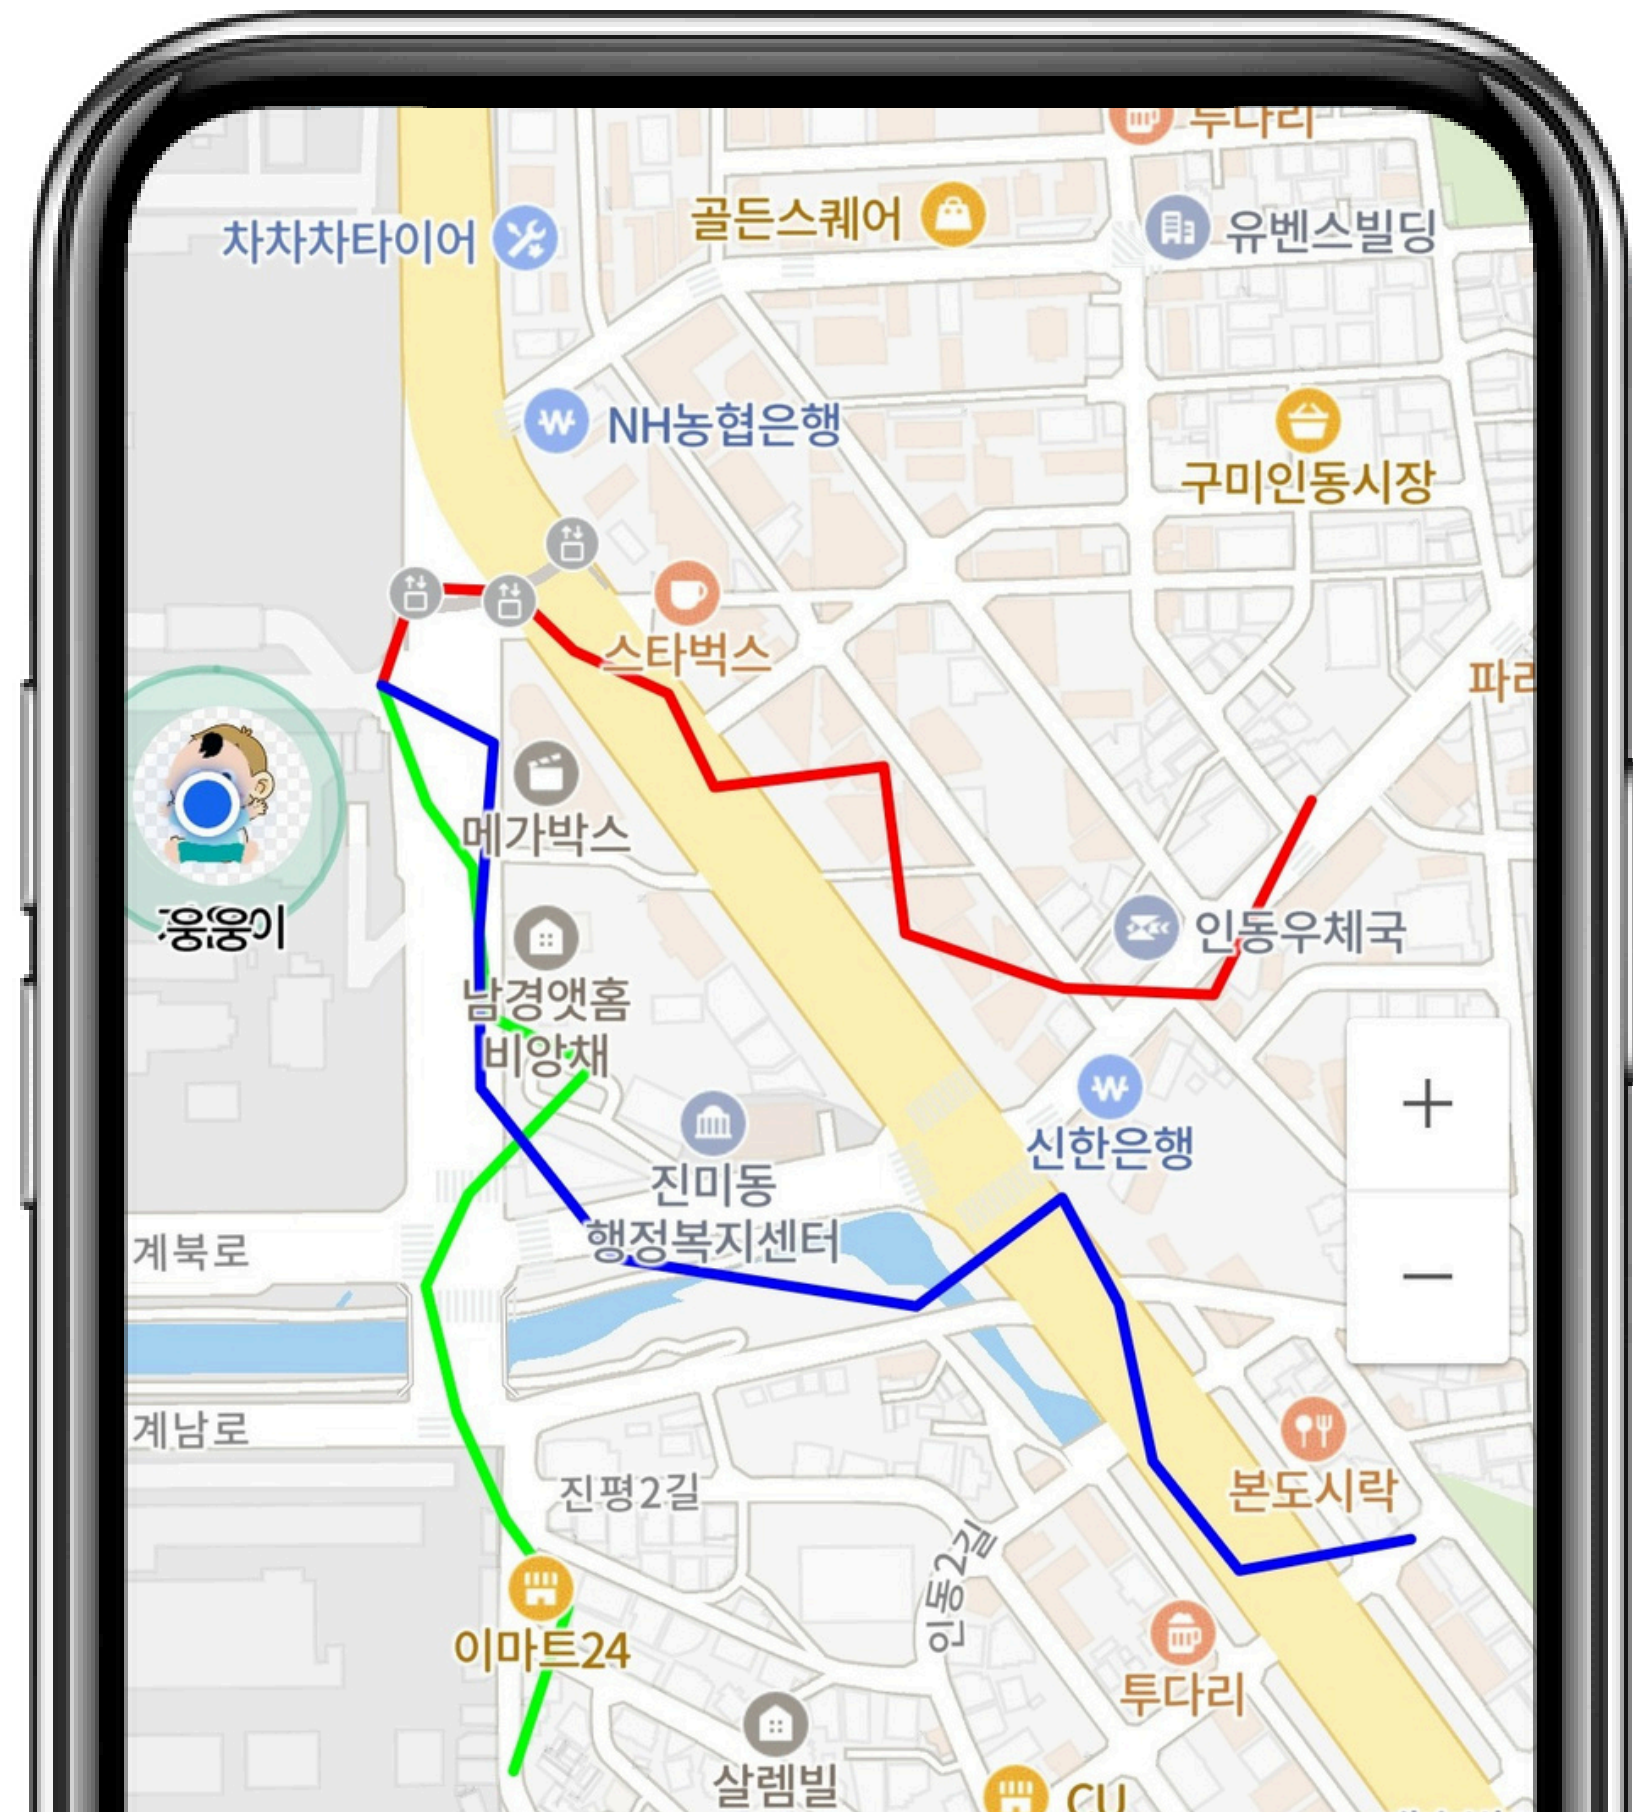 투다리
골든스퀘어
유벤스빌딩
차차차타이어
NH농협은행
구미인동시장
스타벅스
파리
메가박스
웅웅이
인동우체국
남경앳홈
비앙채
+
신한은행
진미동
행정복지센터
계북로
−
계남로
진평2길
본도시락
인동2길
이마트24
투다리
살렘빌
CU